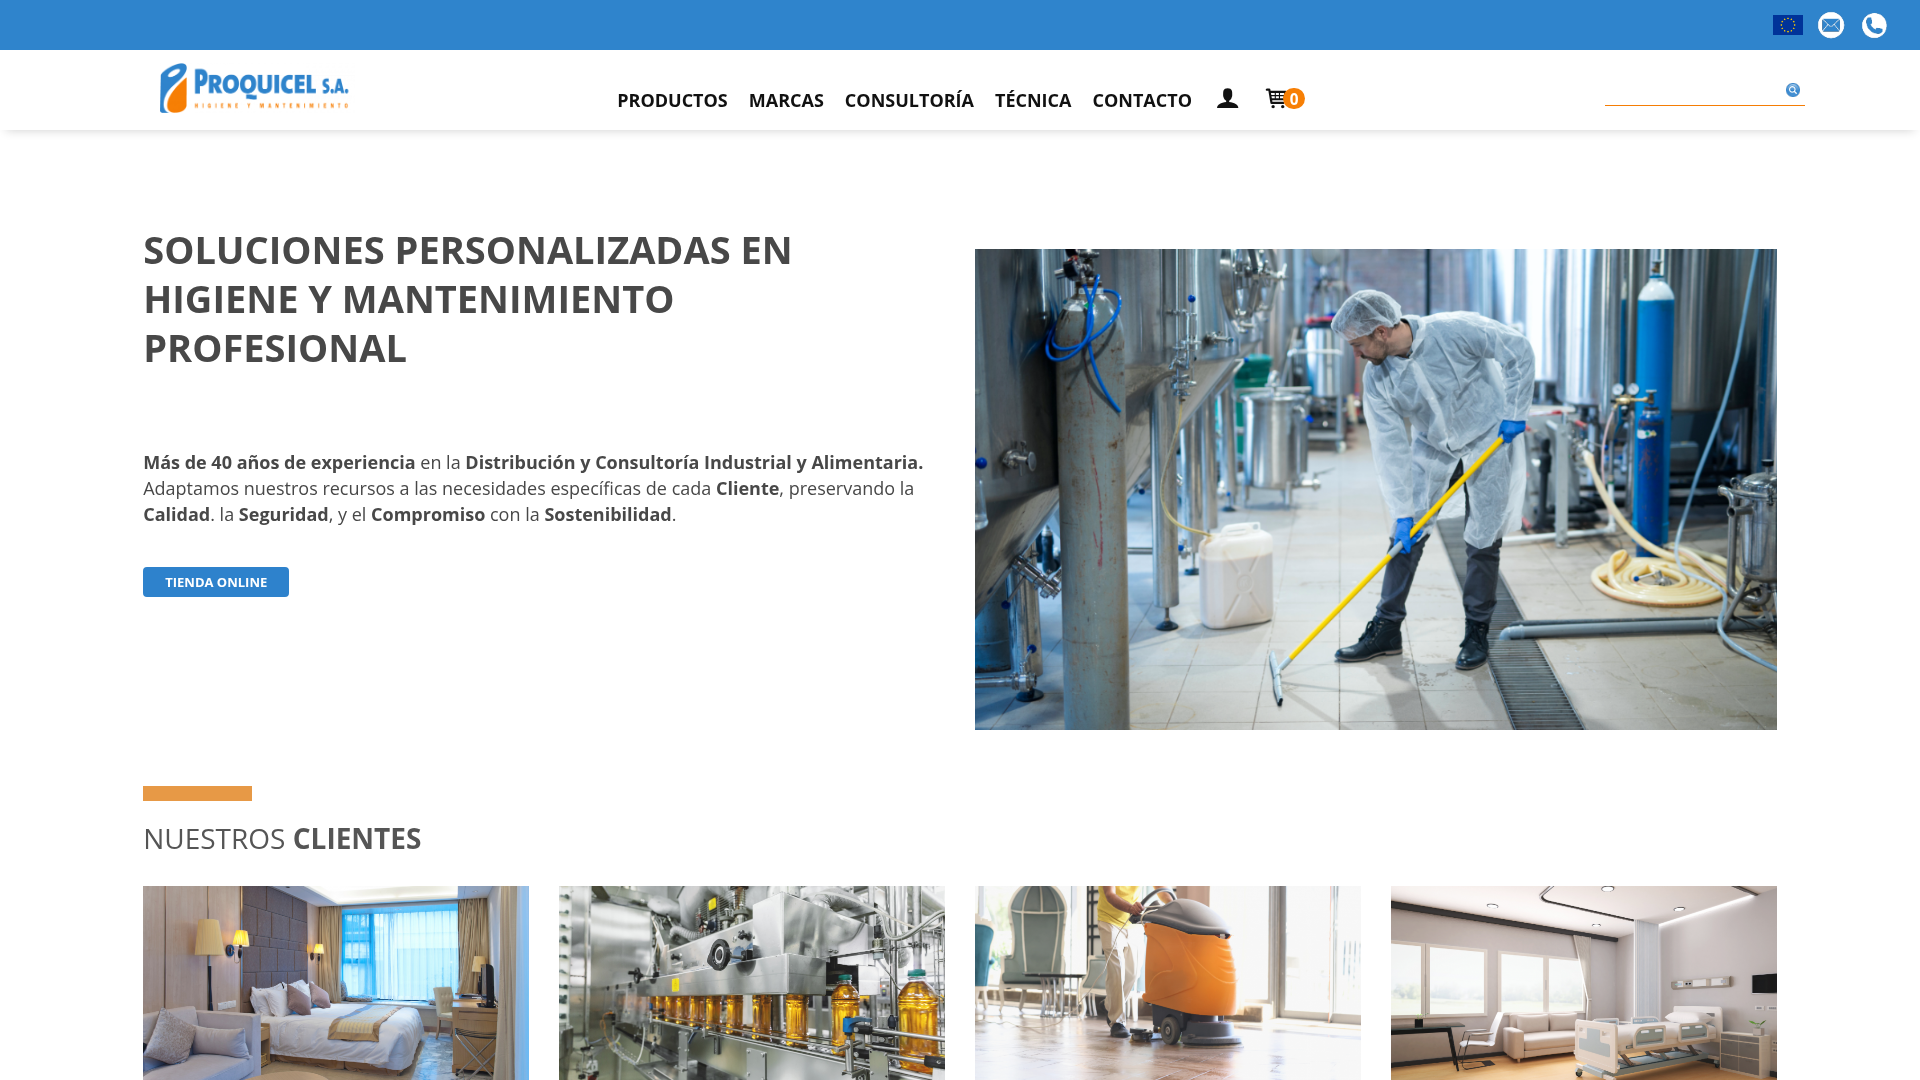 PROQUICEL S.A.
HIGIENE Y MANTENIMIENTO
PRODUCTOS MARCAS CONSULTORÍA TÉCNICA CONTACTO 0
SOLUCIONES PERSONALIZADAS EN
HIGIENE Y MANTENIMIENTO
PROFESIONAL
Más de 40 años de experiencia en la Distribución y Consultoría Industrial y Alimentaria.
Adaptamos nuestros recursos a las necesidades específicas de cada Cliente, preservando la
Calidad. la Seguridad, y el Compromiso con la Sostenibilidad.
TIENDA ONLINE
NUESTROS CLIENTES